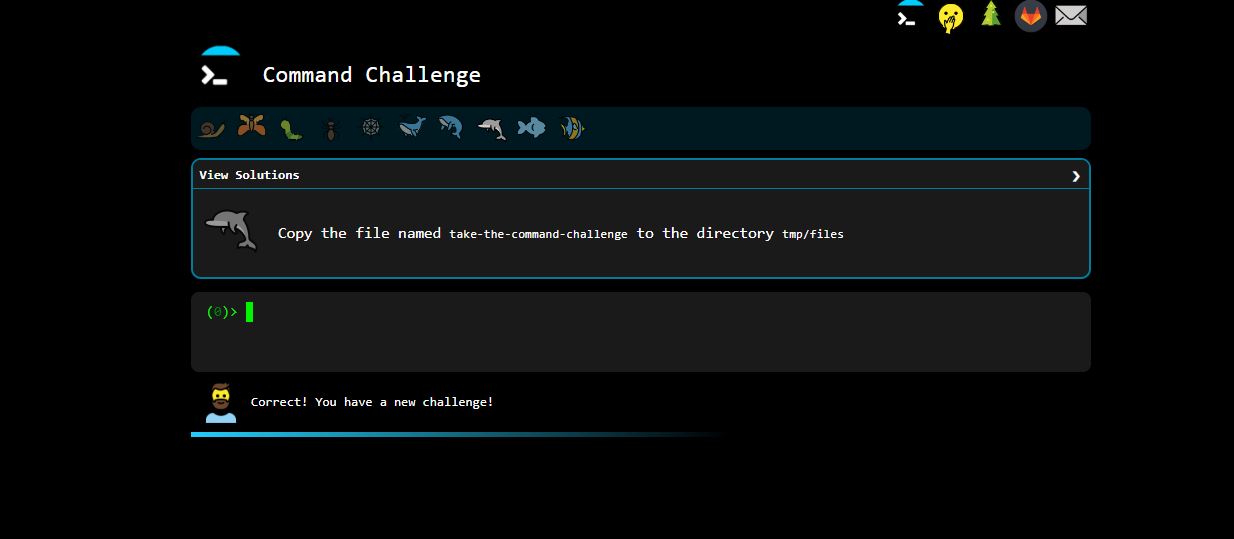 Command Challenge
View Solutions
Copy the file named take-the-command-challenge to the directory tmp/files
(0)>
Correct! You have a new challenge!